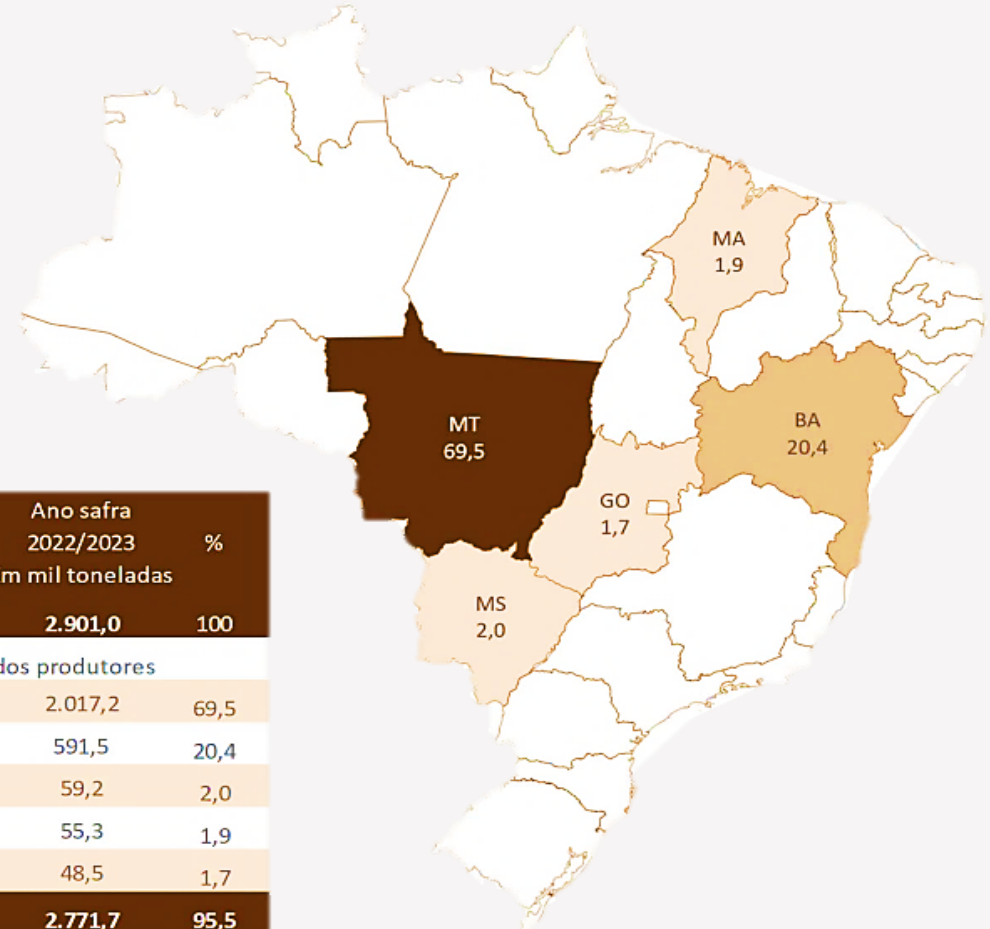 MA
1,9
BA
20,4
MT
69,5
GO
1,7
MS
2,0
Ano safra
2022/2023 %
m mil toneladas
2.901,0 100
dos produtores
2.017,2 69,5
591,5 20,4
59,2 2,0
55,3 1,9
48,5 1,7
2.771,7 95,5